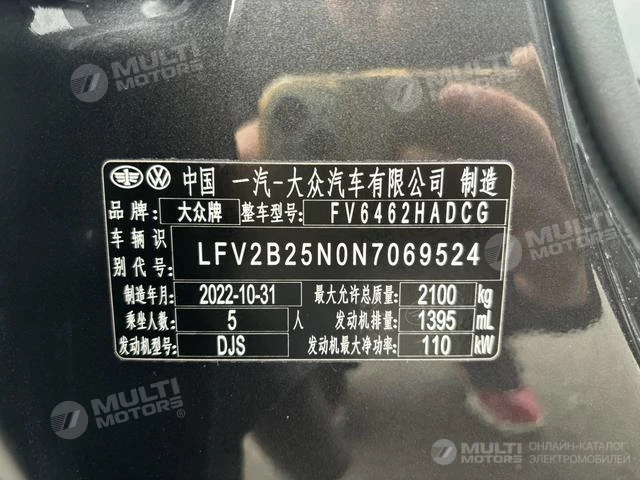 MULTI MOTORS®
MULTI MOTORS®
中国 一汽-大众汽车有限公司 制造
品牌: 大众牌 整车型号: FV6462HADCG
车辆识别代号: LFV2B25N0N7069524
制造年月: 2022-10-31 最大允许总质量: 2100 kg
乘坐人数: 5 人 发动机排量: 1395 mL
发动机型号: DJS 发动机最大净功率: 110 kW
MULTI MOTORS®
MULTI MOTORS
ОНЛАЙН-КАТАЛОГ
ЭЛЕКТРОМОБИЛЕЙ